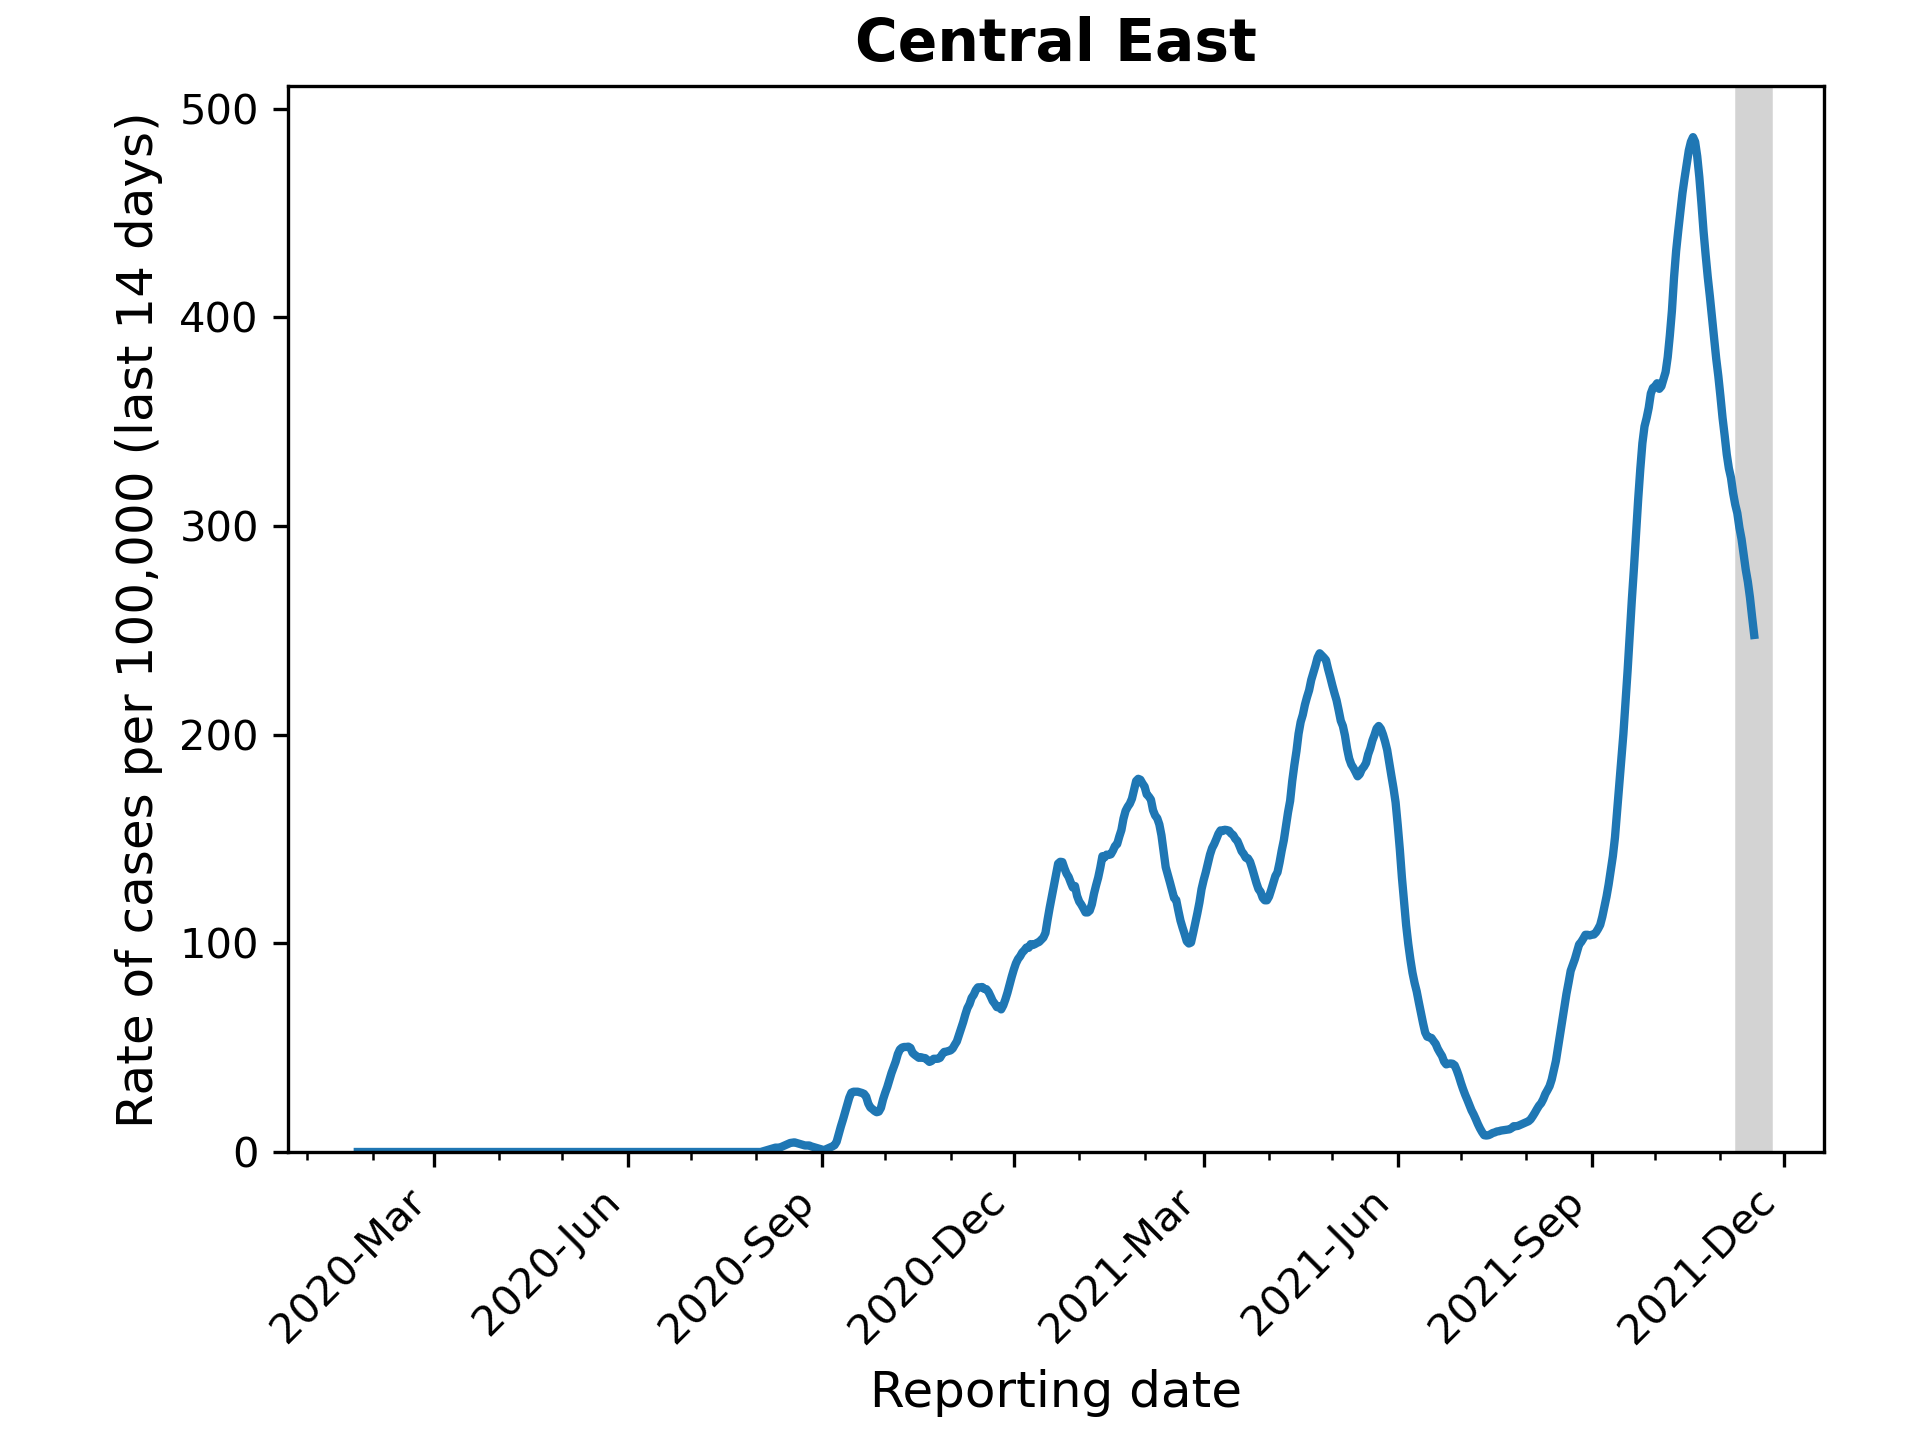 Central East
Rate of cases per 100,000 (last 14 days)
500
400
300
200
100
0
2020-Mar
2020-Jun
2020-Sep
2020-Dec
2021-Mar
2021-Jun
2021-Sep
2021-Dec
Reporting date